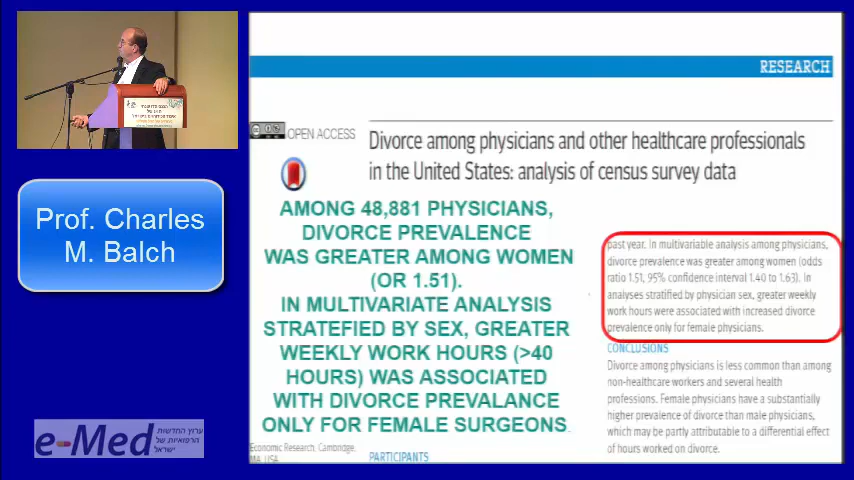 RESEARCH
OPEN ACCESS
Divorce among physicians and other healthcare professionals
in the United States: analysis of census survey data
AMONG 48,881 PHYSICIANS,
DIVORCE PREVALENCE
WAS GREATER AMONG WOMEN
(OR 1.51).
IN MULTIVARIATE ANALYSIS
STRATEFIED BY SEX, GREATER
WEEKLY WORK HOURS (>40
HOURS) WAS ASSOCIATED
WITH DIVORCE PREVALANCE
ONLY FOR FEMALE SURGEONS
Economic Research, Cambridge,
MA, USA
PARTICIPANTS
past year. In multivariable analysis among physicians,
divorce prevalence was greater among women (odds
ratio 1.51, 95% confidence interval 1.40 to 1.63). In
analyses stratified by physician sex, greater weekly
work hours were associated with increased divorce
prevalence only for female physicians.
CONCLUSIONS
Divorce among physicians is less common than among
non-healthcare workers and several health
professions. Female physicians have a substantially
higher prevalence of divorce than male physicians,
which may be partly attributable to a differential effect
of hours worked on divorce.
Prof. Charles
M. Balch
e-Med
ערוץ החדשות
הרפואיות של
ישראל